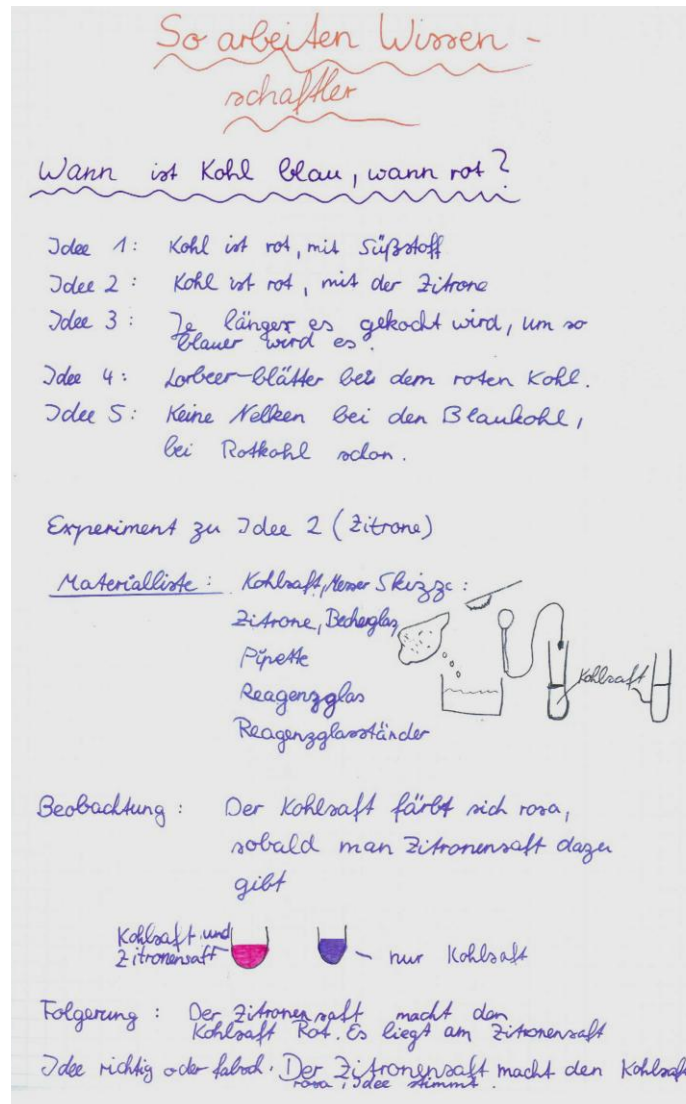 So arbeiten Wissen-
schaftler
Wann ist Kohl blau, wann rot?
Idee 1: Kohl ist rot, mit Süßstoff
Idee 2: Kohl ist rot, mit der Zitrone
Idee 3: Je länger es gekocht wird, um so
blauer wird es.
Idee 4: Lorbeer-blätter bei dem roten Kohl.
Idee 5: Keine Nelken bei den Blaukohl,
bei Rotkohl schon.
Experiment zu Idee 2 (Zitrone)
Materialliste: Kohlsaft, Messer Skizze:
Zitrone, Becherglas,
Pipette
Reagenzglas
Reagenzglasständer
Kohlsaft
Beobachtung: Der Kohlsaft färbt sich rosa,
sobald man Zitronensaft dazu
gibt
Kohlsaft und
Zitronensaft
nur Kohlsaft
Folgerung: Der Zitronensaft macht den
Kohlsaft Rot. Es liegt am Zitronensaft
Idee richtig oder falsch. Der Zitronensaft macht den Kohlsaft
rosa, Idee stimmt.